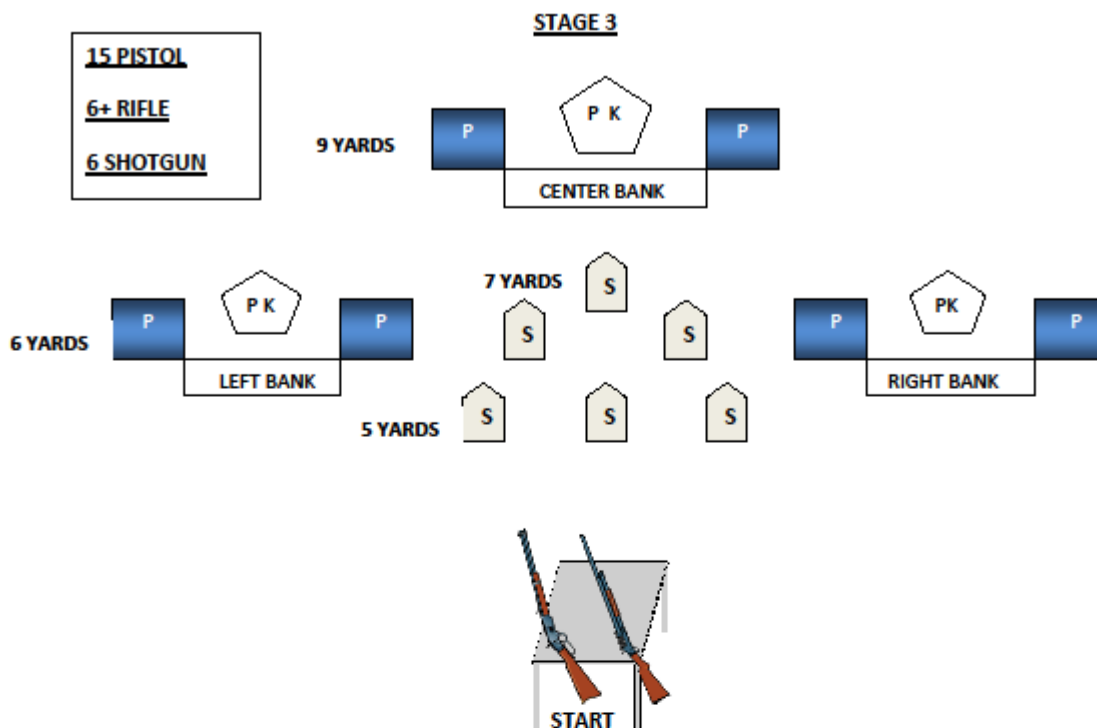 STAGE 3
15 PISTOL
6+ RIFLE
6 SHOTGUN
P K
P
P
9 YARDS
CENTER BANK
7 YARDS
S
P K
PK
P
P
S
S
P
P
6 YARDS
LEFT BANK
RIGHT BANK
S
S
S
5 YARDS
START